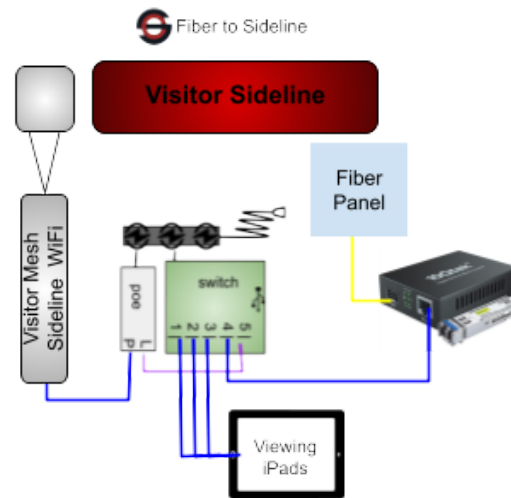 Fiber to Sideline
Visitor Sideline
Fiber
Panel
Visitor Mesh
Sideline WiFi
poe
L
P
switch
1 2 3 4 5
10Gtek
Viewing
iPads